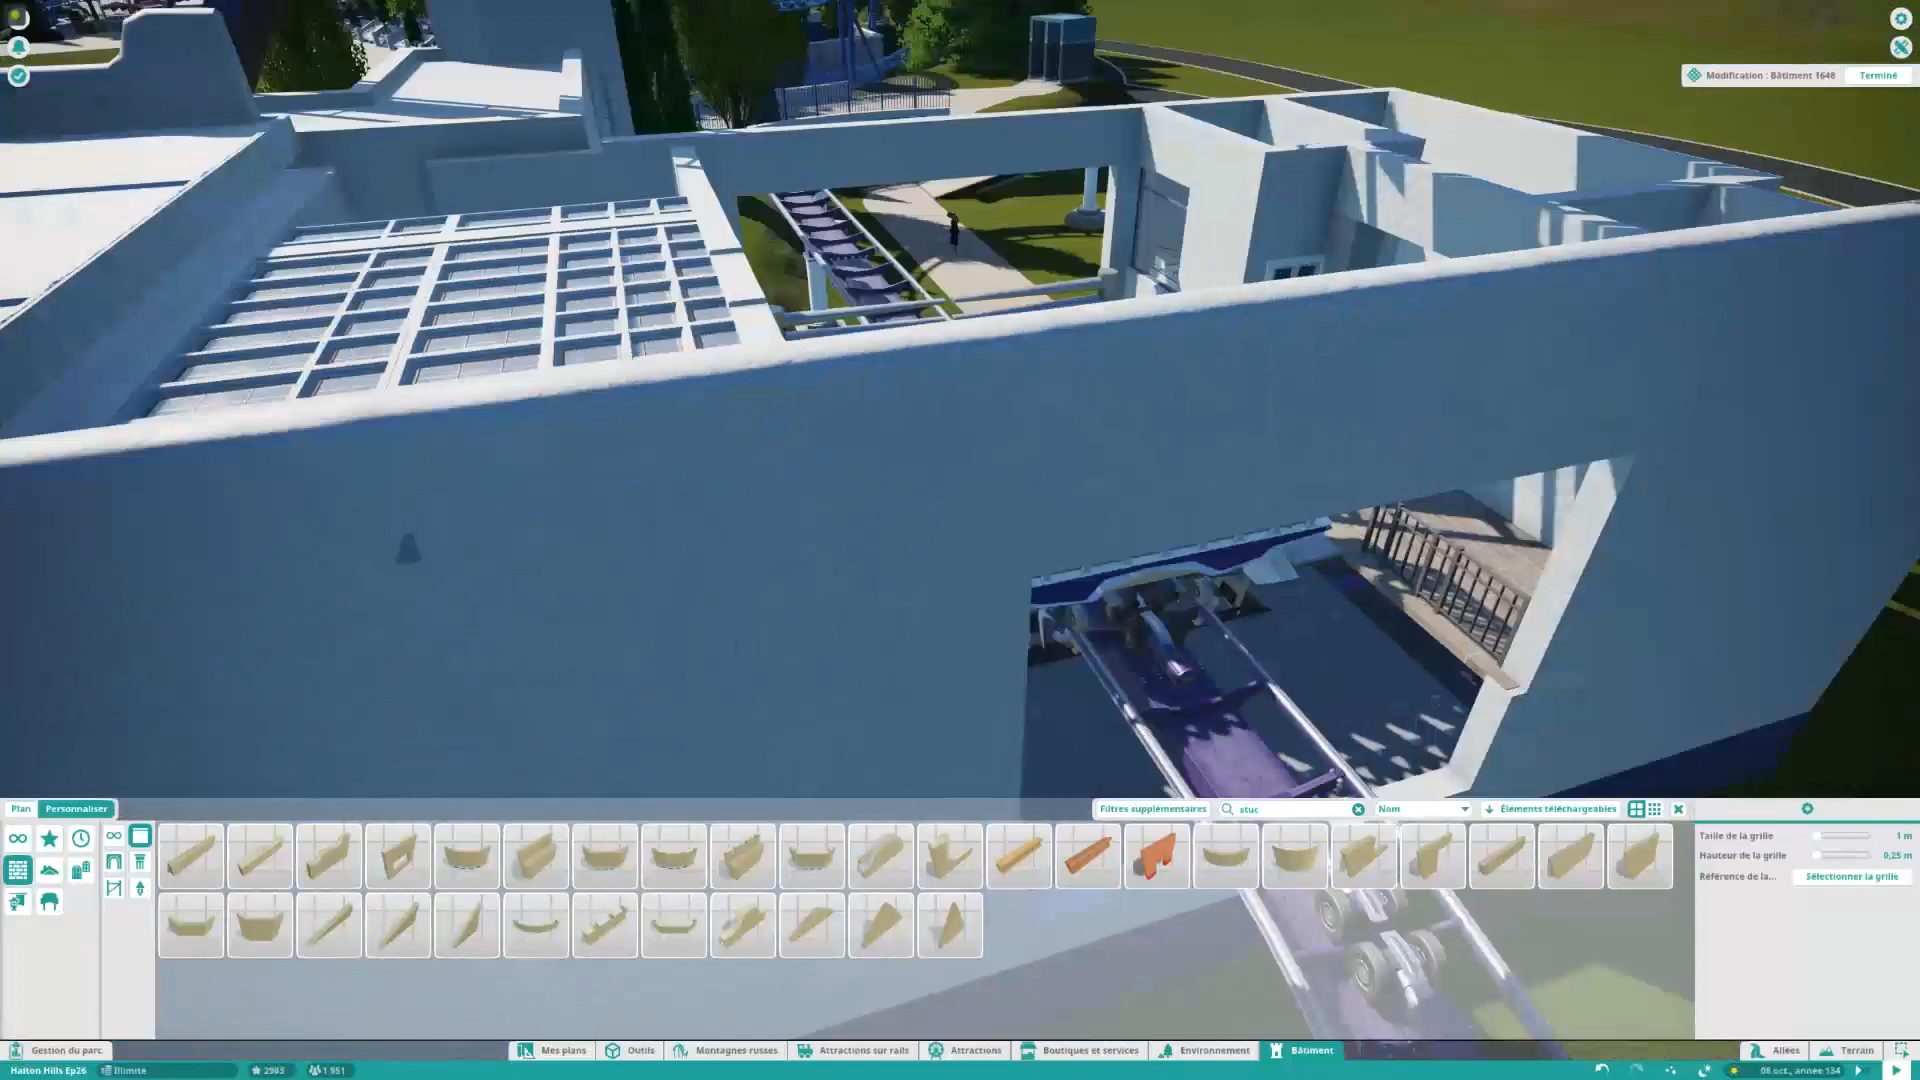 Modification : Bâtiment 1648
Terminé
Plan
Personnaliser
Filtres supplémentaires
stuc
Nom
Éléments téléchargeables
Taille de la grille
1 m
Hauteur de la grille
0,25 m
Référence de la...
Sélectionner la grille
Gestion du parc
Mes plans
Outils
Montagnes russes
Attractions sur rails
Attractions
Boutiques et services
Environnement
Bâtiment
Allées
Terrain
Haiton Hills Ep26
Illimité
2983
1 951
08 oct., année 134